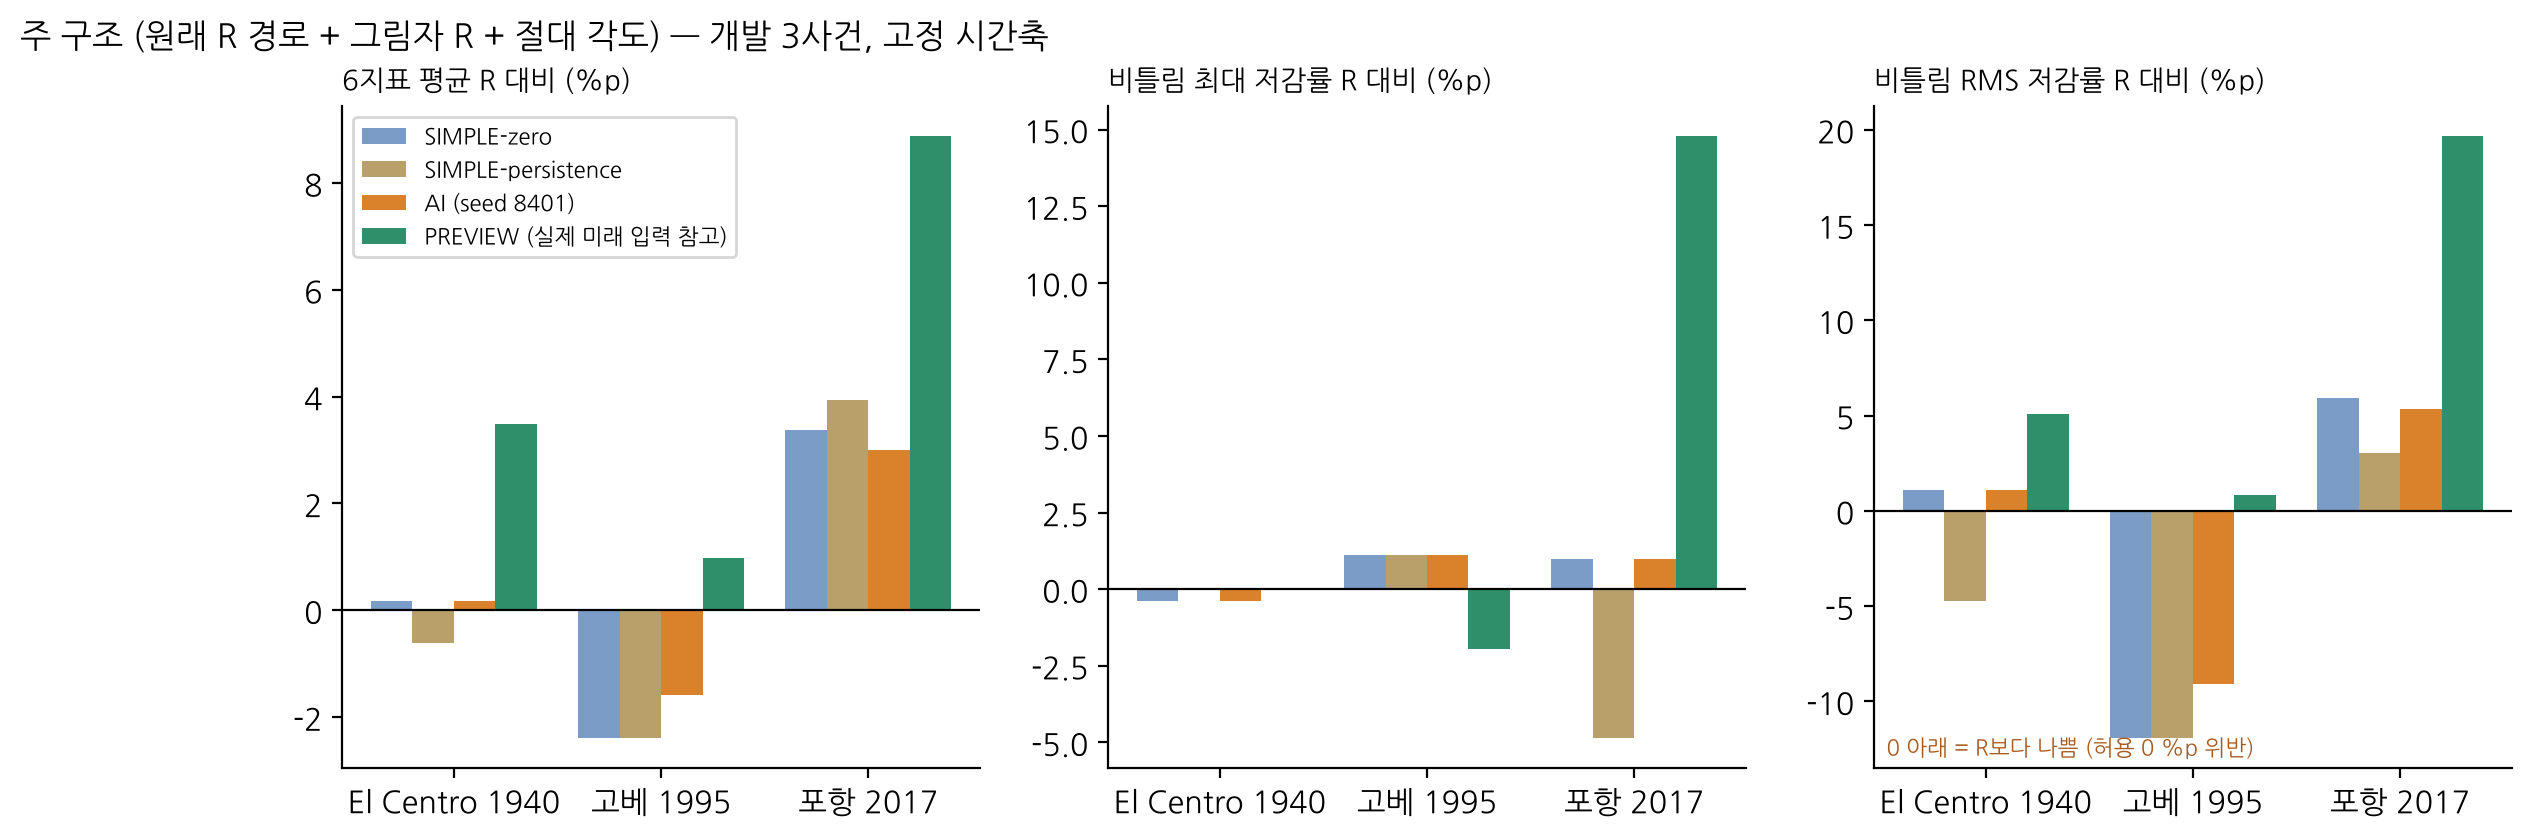 주 구조 (원래 R 경로 + 그림자 R + 절대 각도) — 개발 3사건, 고정 시간축
6지표 평균 R 대비 (%p)
8
6
4
2
0
-2
SIMPLE-zero
SIMPLE-persistence
AI (seed 8401)
PREVIEW (실제 미래 입력 참고)
El Centro 1940 고베 1995 포항 2017
비틀림 최대 저감률 R 대비 (%p)
15.0
12.5
10.0
7.5
5.0
2.5
0.0
-2.5
-5.0
El Centro 1940 고베 1995 포항 2017
비틀림 RMS 저감률 R 대비 (%p)
20
15
10
5
0
-5
-10
0 아래 = R보다 나쁨 (허용 0 %p 위반)
El Centro 1940 고베 1995 포항 2017